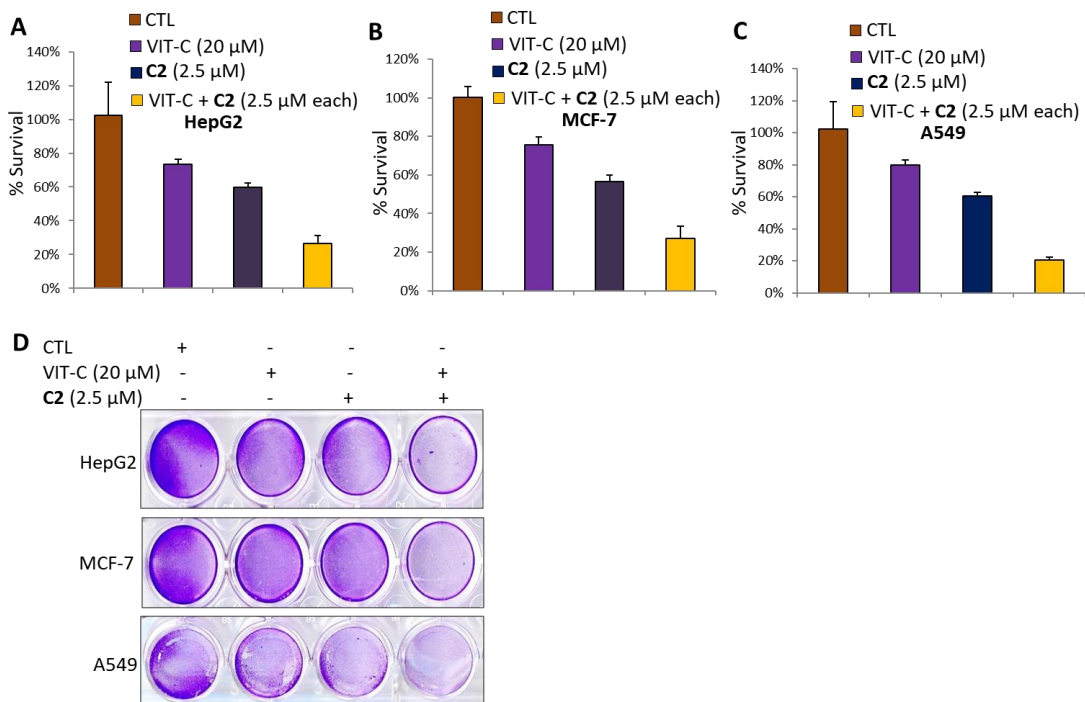 A
CTL
VIT-C (20 µM)
C2 (2.5 µM)
VIT-C + C2 (2.5 µM each)
HepG2
% Survival
140%
120%
100%
80%
60%
40%
20%
0%
B
CTL
VIT-C (20 µM)
C2 (2.5 µM)
VIT-C + C2 (2.5 µM each)
MCF-7
% Survival
120%
100%
80%
60%
40%
20%
0%
C
CTL
VIT-C (20 µM)
C2 (2.5 µM)
VIT-C + C2 (2.5 µM each)
A549
% Survival
140%
120%
100%
80%
60%
40%
20%
0%
D
CTL + - - -
VIT-C (20 µM) - + - +
C2 (2.5 µM) - - + +
HepG2
MCF-7
A549